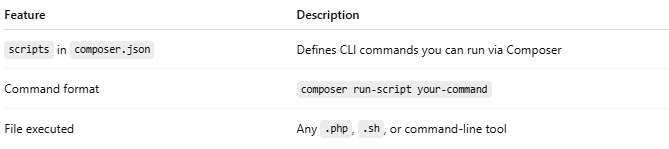 Feature Description
scripts in composer.json Defines CLI commands you can run via Composer
Command format composer run-script your-command
File executed Any .php, .sh, or command-line tool